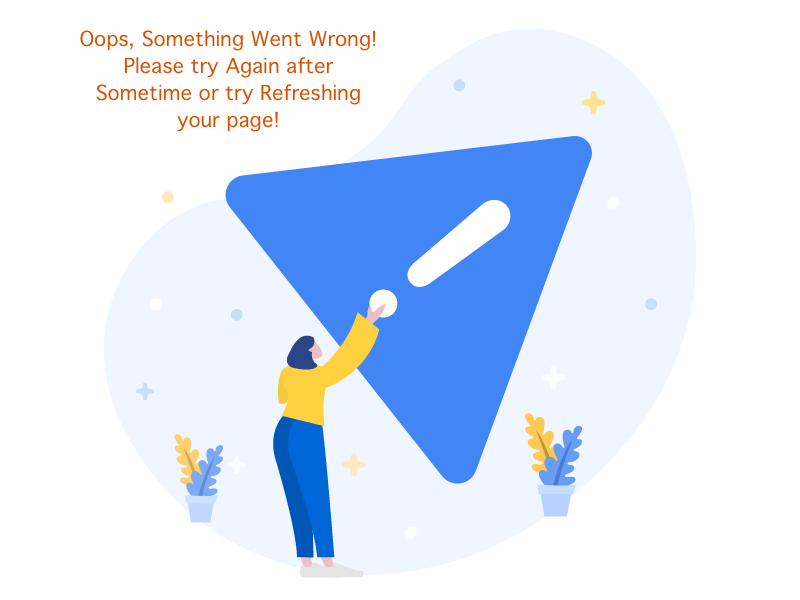 Oops, Something Went Wrong!
Please try Again after
Sometime or try Refreshing
your page!